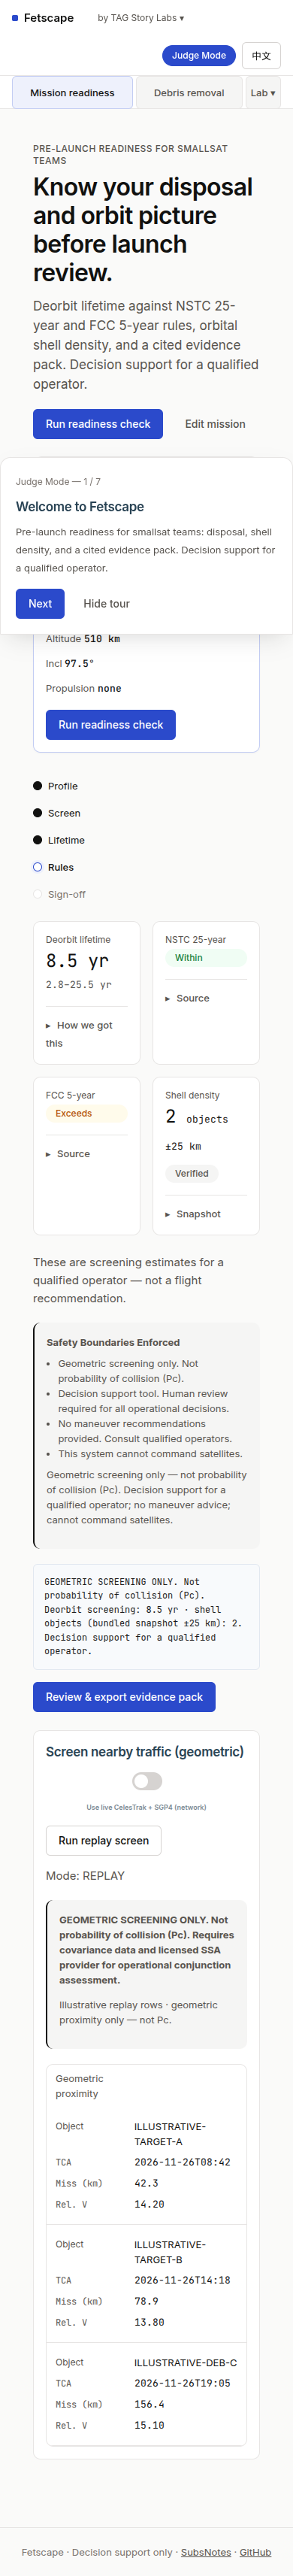 Fetscape
by TAG Story Labs ▾
Judge Mode
中文
Mission readiness
Debris removal
Lab ▾
PRE-LAUNCH READINESS FOR SMALLSAT
TEAMS
Know your disposal
and orbit picture
before launch
review.
Deorbit lifetime against NSTC 25-
year and FCC 5-year rules, orbital
shell density, and a cited evidence
pack. Decision support for a qualified
operator.
Run readiness check
Edit mission
Judge Mode — 1 / 7
Welcome to Fetscape
Pre-launch readiness for smallsat teams: disposal, shell
density, and a cited evidence pack. Decision support for
a qualified operator.
Next
Hide tour
Altitude 510 km
Incl 97.5°
Propulsion none
Run readiness check
Profile
Screen
Lifetime
Rules
Sign-off
Deorbit lifetime
8.5 yr
2.8–25.5 yr
▸ How we got
this
NSTC 25-year
Within
▸ Source
FCC 5-year
Exceeds
▸ Source
Shell density
2 objects
±25 km
Verified
▸ Snapshot
These are screening estimates for a
qualified operator — not a flight
recommendation.
Safety Boundaries Enforced
• Geometric screening only. Not
probability of collision (Pc).
• Decision support tool. Human review
required for all operational decisions.
• No maneuver recommendations
provided. Consult qualified operators.
• This system cannot command satellites.
Geometric screening only — not probability
of collision (Pc). Decision support for a
qualified operator; no maneuver advice;
cannot command satellites.
GEOMETRIC SCREENING ONLY. Not
probability of collision (Pc).
Deorbit screening: 8.5 yr · shell
objects (bundled snapshot ±25 km): 2.
Decision support for a qualified
operator.
Review & export evidence pack
Screen nearby traffic (geometric)
Use live CelesTrak + SGP4 (network)
Run replay screen
Mode: REPLAY
GEOMETRIC SCREENING ONLY. Not
probability of collision (Pc). Requires
covariance data and licensed SSA
provider for operational conjunction
assessment.
Illustrative replay rows · geometric
proximity only — not Pc.
Geometric
proximity
Object ILLUSTRATIVE-
TARGET-A
TCA 2026-11-26T08:42
Miss (km) 42.3
Rel. V 14.20
Object ILLUSTRATIVE-
TARGET-B
TCA 2026-11-26T14:18
Miss (km) 78.9
Rel. V 13.80
Object ILLUSTRATIVE-DEB-C
TCA 2026-11-26T19:05
Miss (km) 156.4
Rel. V 15.10
Fetscape · Decision support only · SubsNotes · GitHub